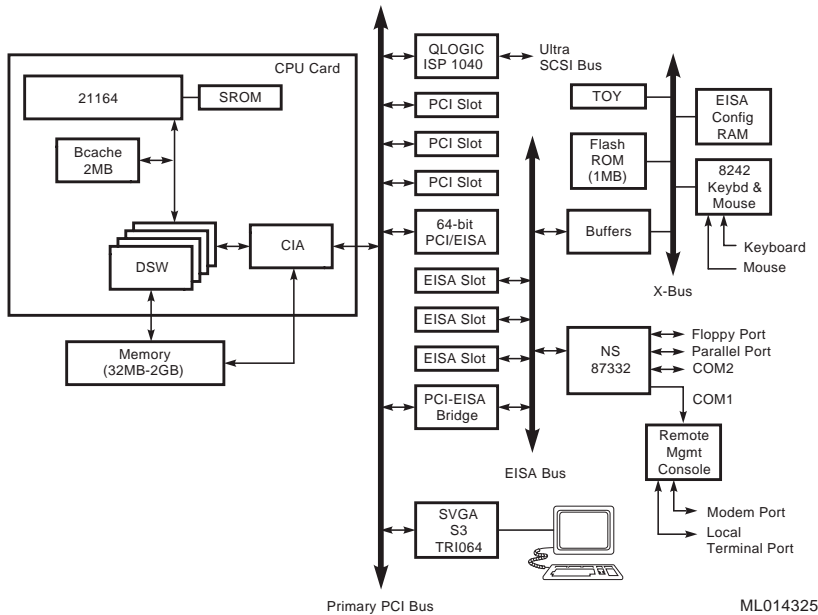 CPU Card
21164
SROM
Bcache
2MB
DSW
CIA
Memory
(32MB-2GB)
QLOGIC
ISP 1040
Ultra
SCSI Bus
PCI Slot
PCI Slot
PCI Slot
64-bit
PCI/EISA
EISA Slot
EISA Slot
EISA Slot
PCI-EISA
Bridge
SVGA
S3
TRI064
Primary PCI Bus
EISA Bus
TOY
Flash
ROM
(1MB)
Buffers
EISA
Config
RAM
8242
Keybd &
Mouse
Keyboard
Mouse
X-Bus
NS
87332
Floppy Port
Parallel Port
COM2
COM1
Remote
Mgmt
Console
Modem Port
Local
Terminal Port
ML014325